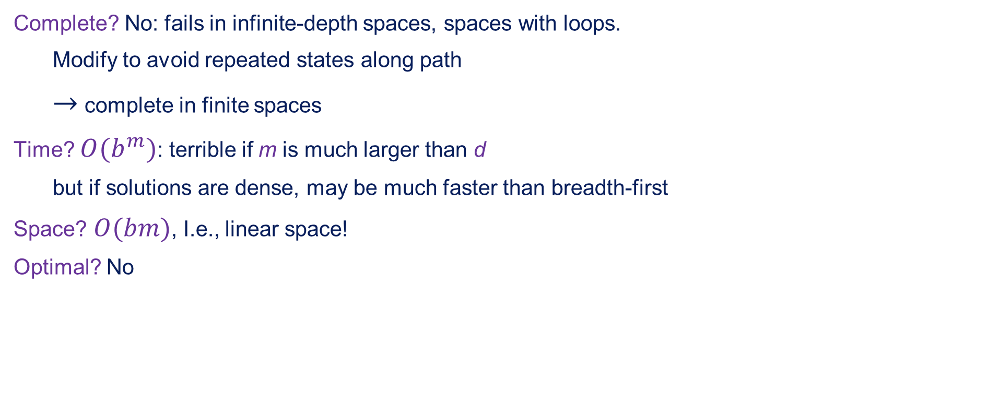 Complete? No: fails in infinite-depth spaces, spaces with loops.
Modify to avoid repeated states along path
→ complete in finite spaces
Time? O(b^m): terrible if m is much larger than d
but if solutions are dense, may be much faster than breadth-first
Space? O(bm), I.e., linear space!
Optimal? No